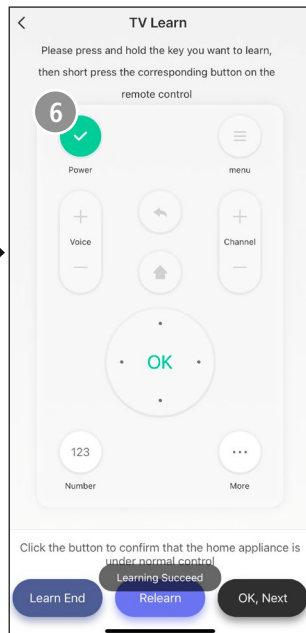 TV Learn
Please press and hold the key you want to learn,
then short press the corresponding button on the
remote control
6
Power
menu
Voice
Channel
OK
123
Number
More
Click the button to confirm that the home appliance is
under normal control
Learning Succeed
Learn End
Relearn
OK, Next